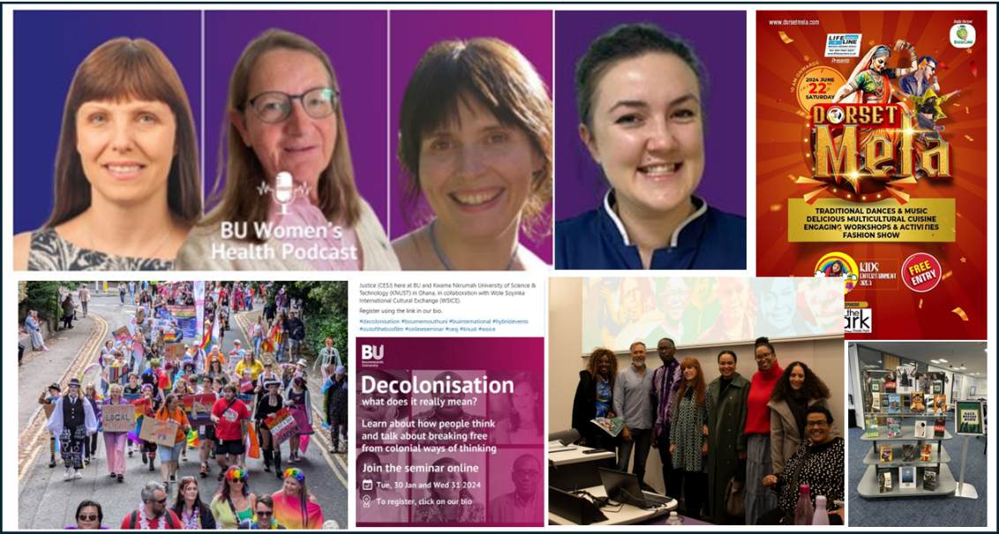 BU Women's
Health Podcast
www.dorsetmela.com
LIFE
LINE
Presents
10 AM ONWARDS
2024 JUNE
22
SATURDAY
DORSET
Mela
TRADITIONAL DANCES & MUSIC
DELICIOUS MULTICULTURAL CUISINE
ENGAGING WORKSHOPS & ACTIVITIES
FASHION SHOW
KIDS
ENTERTAINMENT
AREA
FREE
ENTRY
the
ark
LOCAL
Justice (CESJ) here at BU and Kwame Nkrumah University of Science &
Technology (KNUST) in Ghana, in collaboration with Wole Soyinka
International Cultural Exchange (WSICE).
Register using the link in our bio.
#decolonisation #bournemouthuni #buinternational #hybridevents
#outoftheboxfilm #onlineseminar #cesj #knust #wsice
BU
Bournemouth
University
Decolonisation
what does it really mean?
Learn about how people think
and talk about breaking free
from colonial ways of thinking
Join the seminar online
Tue, 30 Jan and Wed 31 2024
To register, click on our bio
BLACK
HISTORY
MONTH